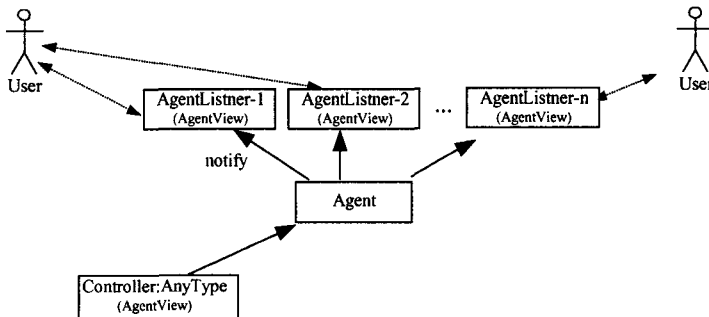 User
User
AgentListner-1
(AgentView)
AgentListner-2
(AgentView)
...
AgentListner-n
(AgentView)
notify
Agent
Controller:AnyType
(AgentView)